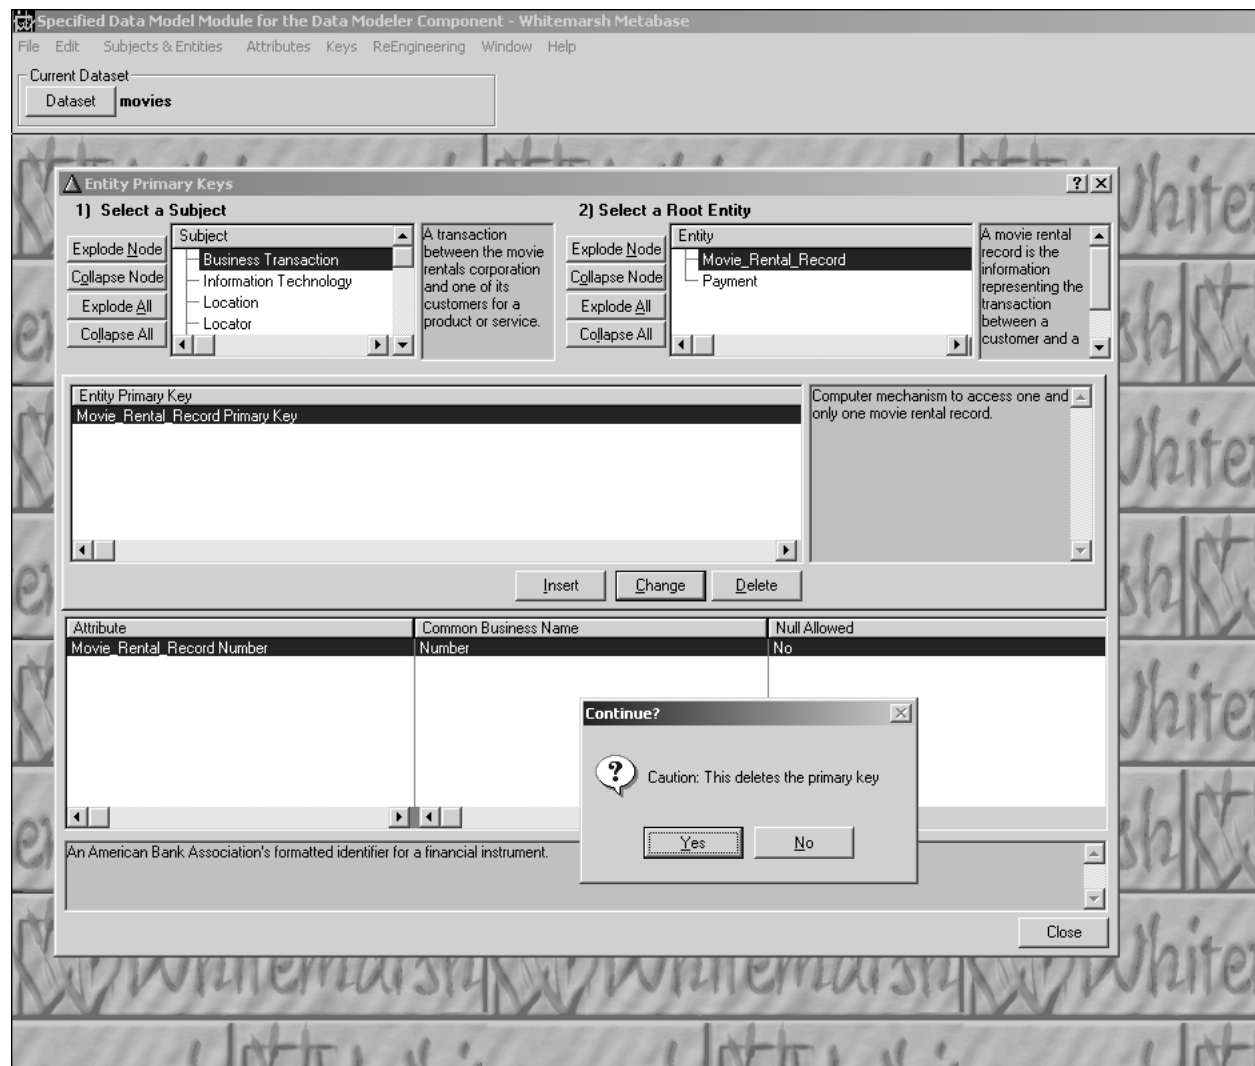 Specified Data Model Module for the Data Modeler Component - Whitemarsh Metabase
File Edit Subjects & Entities Attributes Keys ReEngineering Window Help
Current Dataset
Dataset movies
Entity Primary Keys
1) Select a Subject
Explode Node
Collapse Node
Explode All
Collapse All
Subject
Business Transaction
Information Technology
Location
Locator
A transaction
between the movie
rentals corporation
and one of its
customers for a
product or service.
2) Select a Root Entity
Explode Node
Collapse Node
Explode All
Collapse All
Entity
Movie_Rental_Record
Payment
A movie rental
record is the
information
representing the
transaction
between a
customer and a
Entity Primary Key
Movie_Rental_Record Primary Key
Computer mechanism to access one and
only one movie rental record.
Insert Change Delete
Attribute Common Business Name Null Allowed
Movie_Rental_Record Number Number No
Continue?
Caution: This deletes the primary key
Yes No
An American Bank Association's formatted identifier for a financial instrument.
Close
Whitemarsh